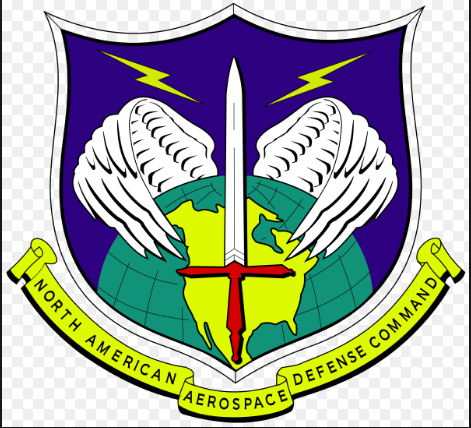 NORTH AMERICAN
AEROSPACE
DEFENSE COMMAND